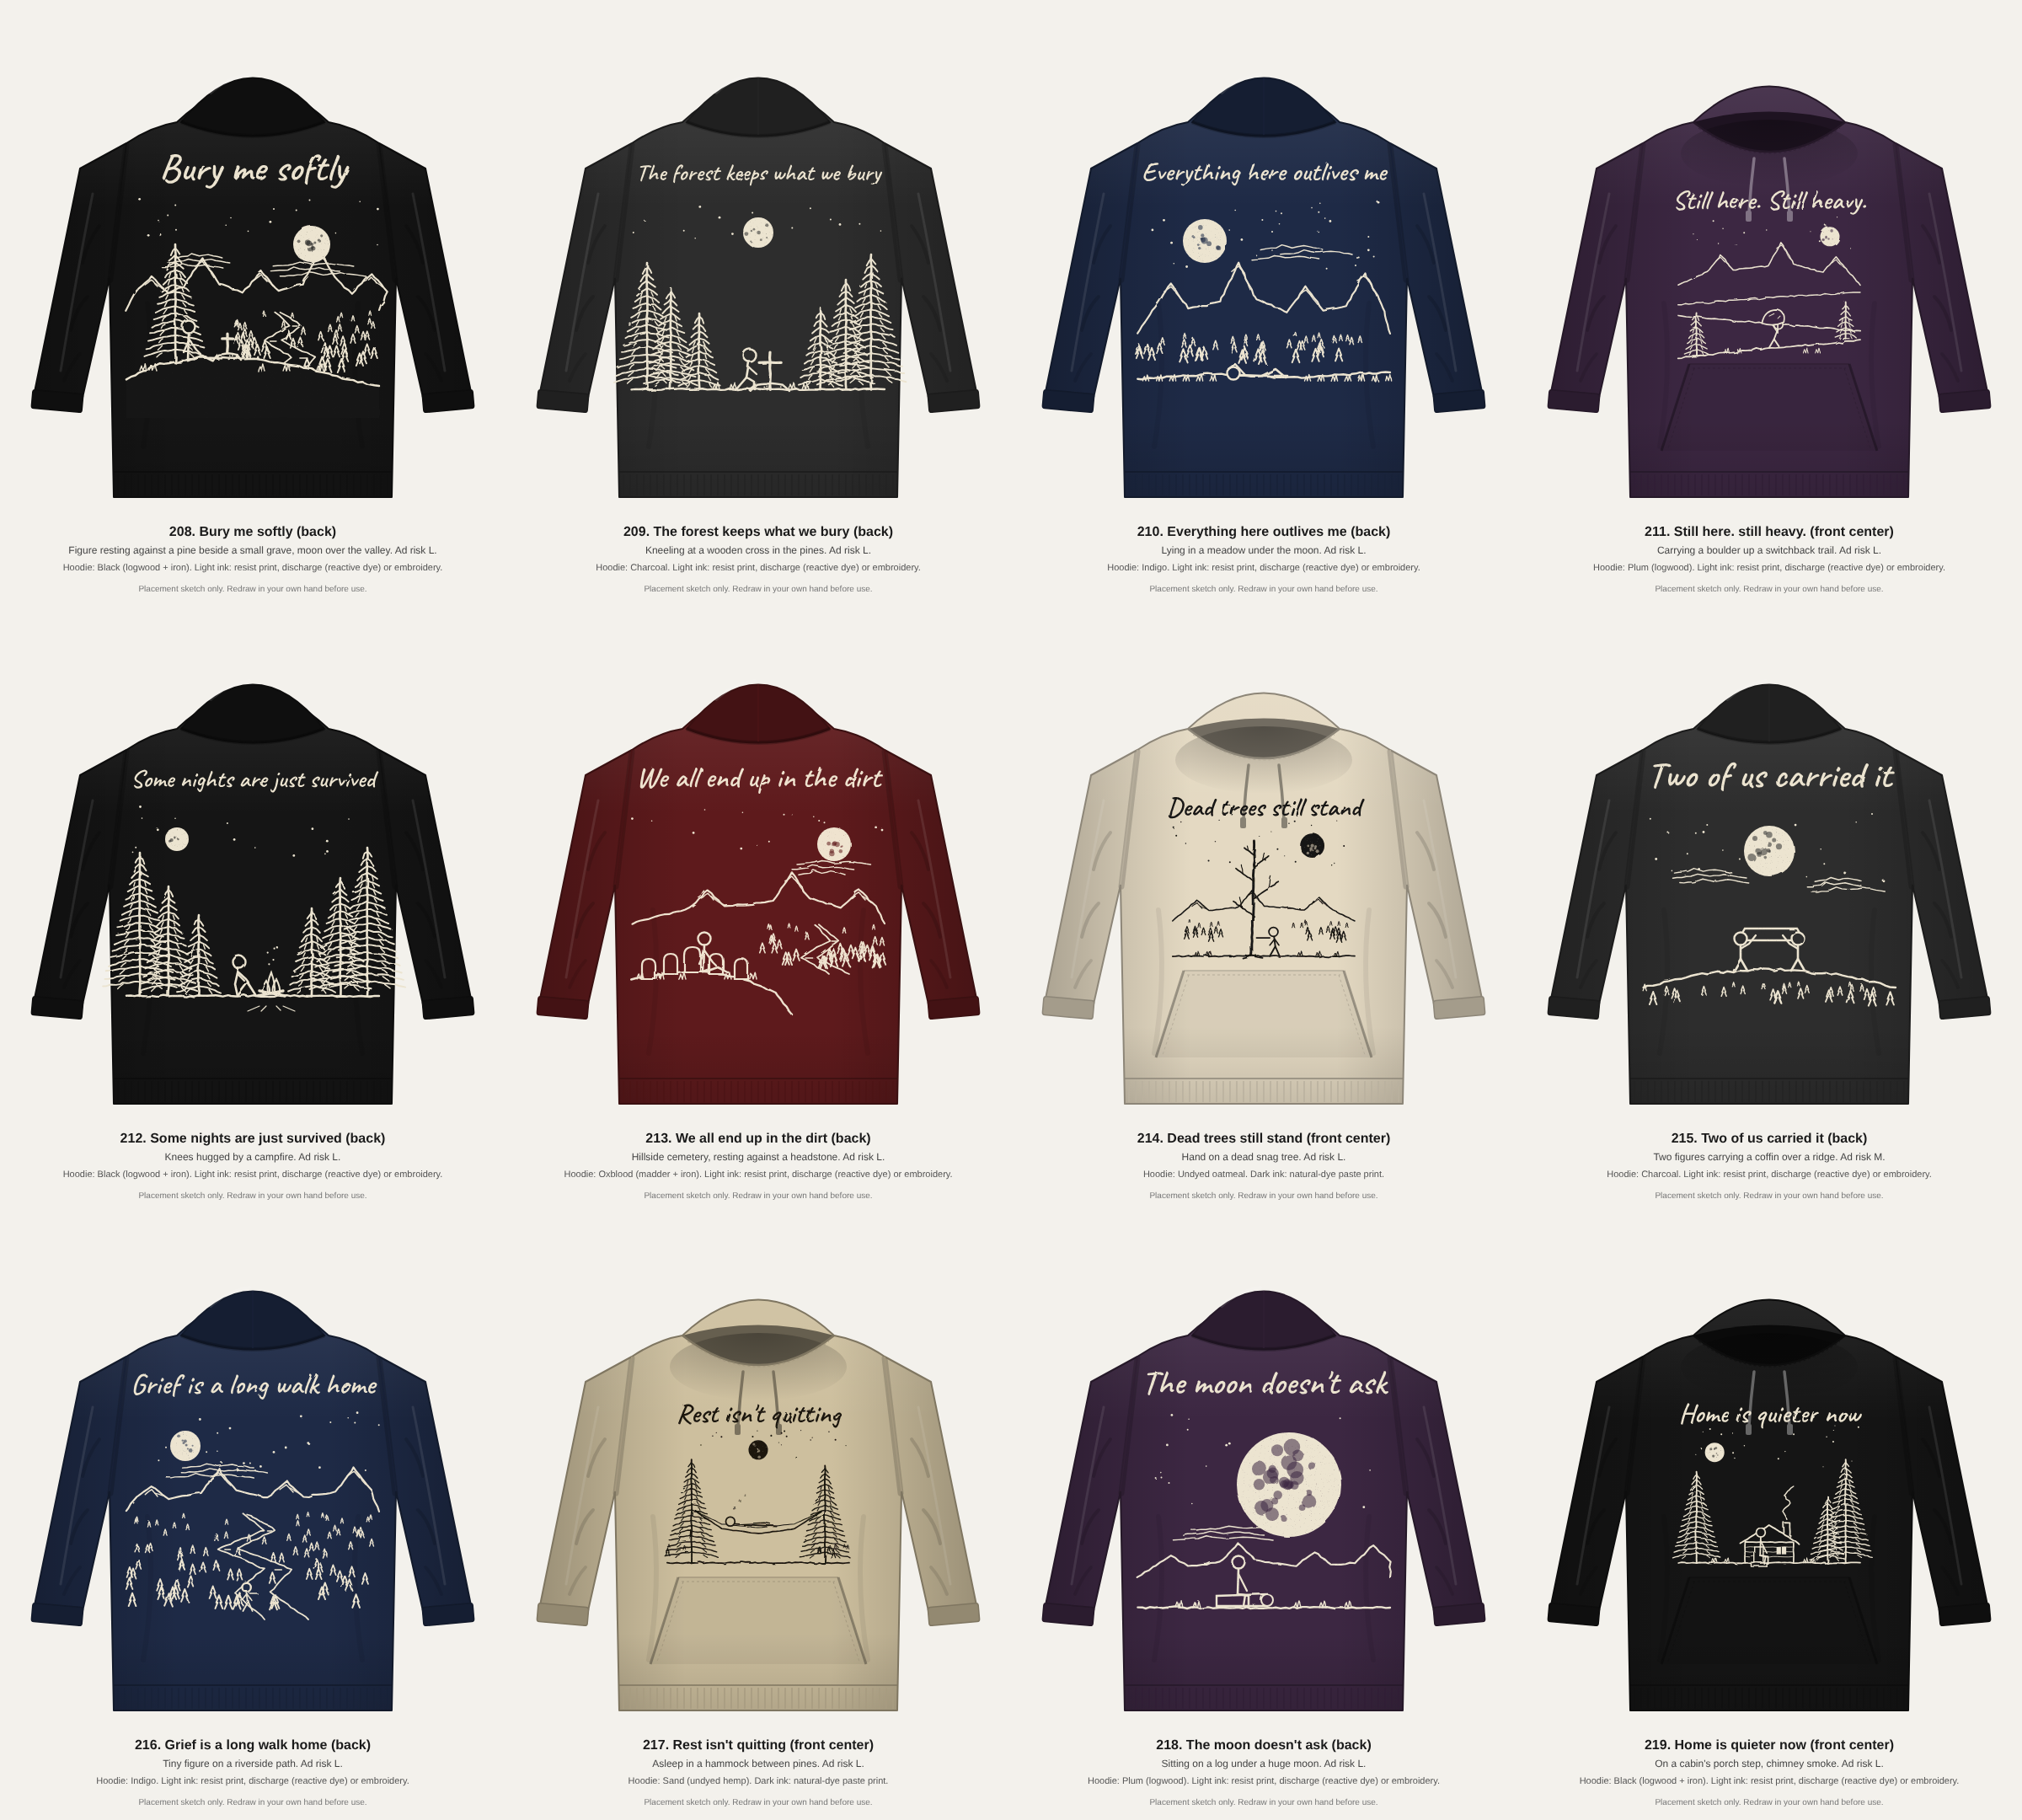 Bury me softly
The forest keeps what we bury
Everything here outlives me
Still here. Still heavy.
208. Bury me softly (back)
Figure resting against a pine beside a small grave, moon over the valley. Ad risk L.
Hoodie: Black (logwood + iron). Light ink: resist print, discharge (reactive dye) or embroidery.
Placement sketch only. Redraw in your own hand before use.
209. The forest keeps what we bury (back)
Kneeling at a wooden cross in the pines. Ad risk L.
Hoodie: Charcoal. Light ink: resist print, discharge (reactive dye) or embroidery.
Placement sketch only. Redraw in your own hand before use.
210. Everything here outlives me (back)
Lying in a meadow under the moon. Ad risk L.
Hoodie: Indigo. Light ink: resist print, discharge (reactive dye) or embroidery.
Placement sketch only. Redraw in your own hand before use.
211. Still here. still heavy. (front center)
Carrying a boulder up a switchback trail. Ad risk L.
Hoodie: Plum (logwood). Light ink: resist print, discharge (reactive dye) or embroidery.
Placement sketch only. Redraw in your own hand before use.
Some nights are just survived
We all end up in the dirt
Dead trees still stand
Two of us carried it
212. Some nights are just survived (back)
Knees hugged by a campfire. Ad risk L.
Hoodie: Black (logwood + iron). Light ink: resist print, discharge (reactive dye) or embroidery.
Placement sketch only. Redraw in your own hand before use.
213. We all end up in the dirt (back)
Hillside cemetery, resting against a headstone. Ad risk L.
Hoodie: Oxblood (madder + iron). Light ink: resist print, discharge (reactive dye) or embroidery.
Placement sketch only. Redraw in your own hand before use.
214. Dead trees still stand (front center)
Hand on a dead snag tree. Ad risk L.
Hoodie: Undyed oatmeal. Dark ink: natural-dye paste print.
Placement sketch only. Redraw in your own hand before use.
215. Two of us carried it (back)
Two figures carrying a coffin over a ridge. Ad risk M.
Hoodie: Charcoal. Light ink: resist print, discharge (reactive dye) or embroidery.
Placement sketch only. Redraw in your own hand before use.
Grief is a long walk home
Rest isn't quitting
The moon doesn't ask
Home is quieter now
216. Grief is a long walk home (back)
Tiny figure on a riverside path. Ad risk L.
Hoodie: Indigo. Light ink: resist print, discharge (reactive dye) or embroidery.
Placement sketch only. Redraw in your own hand before use.
217. Rest isn't quitting (front center)
Asleep in a hammock between pines. Ad risk L.
Hoodie: Sand (undyed hemp). Dark ink: natural-dye paste print.
Placement sketch only. Redraw in your own hand before use.
218. The moon doesn't ask (back)
Sitting on a log under a huge moon. Ad risk L.
Hoodie: Plum (logwood). Light ink: resist print, discharge (reactive dye) or embroidery.
Placement sketch only. Redraw in your own hand before use.
219. Home is quieter now (front center)
On a cabin's porch step, chimney smoke. Ad risk L.
Hoodie: Black (logwood + iron). Light ink: resist print, discharge (reactive dye) or embroidery.
Placement sketch only. Redraw in your own hand before use.